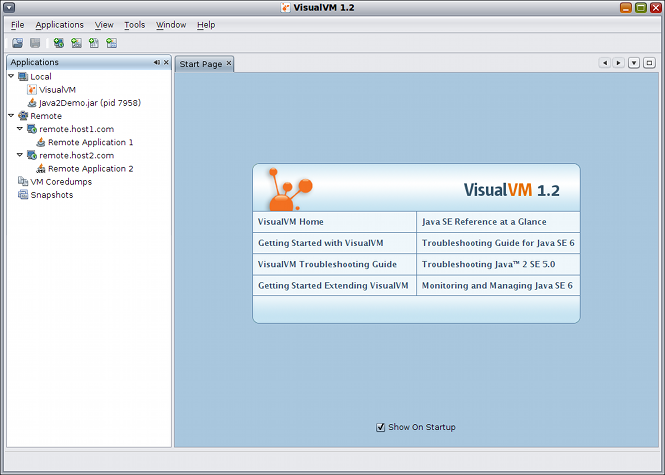 VisualVM 1.2
File Applications View Tools Window Help
Applications
Local
VisualVM
Java2Demo.jar (pid 7958)
Remote
remote.host1.com
Remote Application 1
remote.host2.com
Remote Application 2
VM Coredumps
Snapshots
Start Page
VisualVM 1.2
VisualVM Home
Java SE Reference at a Glance
Getting Started with VisualVM
Troubleshooting Guide for Java SE 6
VisualVM Troubleshooting Guide
Troubleshooting Java™ 2 SE 5.0
Getting Started Extending VisualVM
Monitoring and Managing Java SE 6
Show On Startup